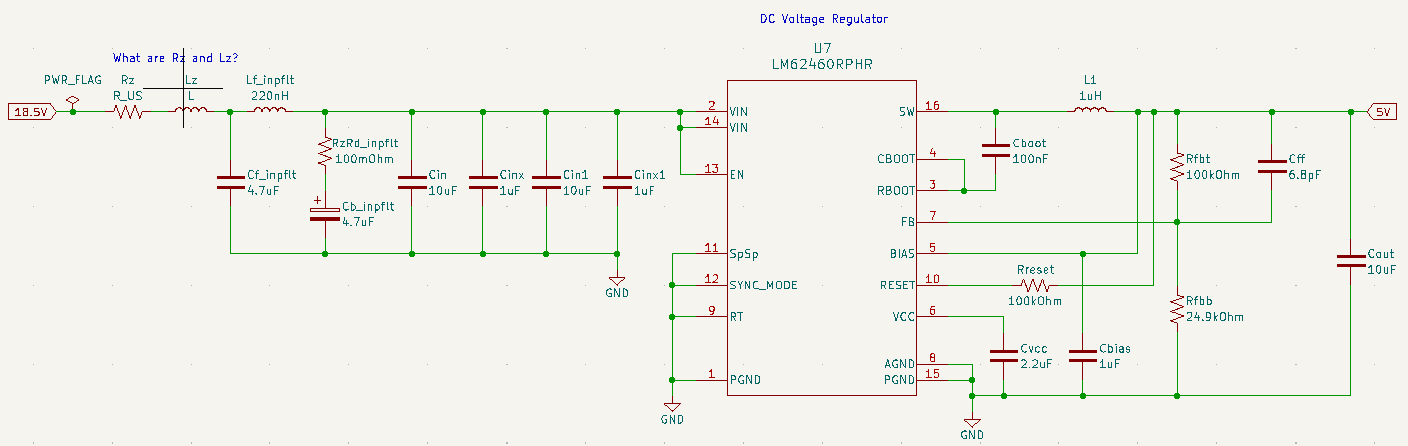 DC Voltage Regulator
U7
LM62460RPHR
What are Rz and Lz?
PWR_FLAG
Rz
R_US
Lz
L
Lf_inpflt
220nH
18.5V
Cf_inpflt
4.7uF
RzRd_inpflt
100mOhm
Cb_inpflt
4.7uF
+
Cin
10uF
Cinx
1uF
Cin1
10uF
Cinx1
1uF
GND
2 VIN
14 VIN
13 EN
11 SpSp
12 SYNC_MODE
9 RT
1 PGND
GND
SW 16
CBOOT 4
RBOOT 3
FB 7
BIAS 5
RESET 10
VCC 6
AGND 8
PGND 15
L1
1uH
Cboot
100nF
Rfbt
100kOhm
Cff
6.8pF
5V
Rreset
100kOhm
Cout
10uF
Rfbb
24.9kOhm
Cvcc
2.2uF
Cbias
1uF
GND